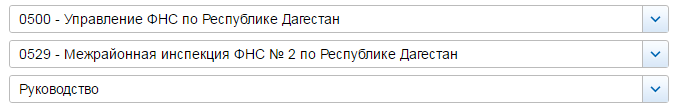 0500 - Управление ФНС по Республике Дагестан
0529 - Межрайонная инспекция ФНС № 2 по Республике Дагестан
Руководство